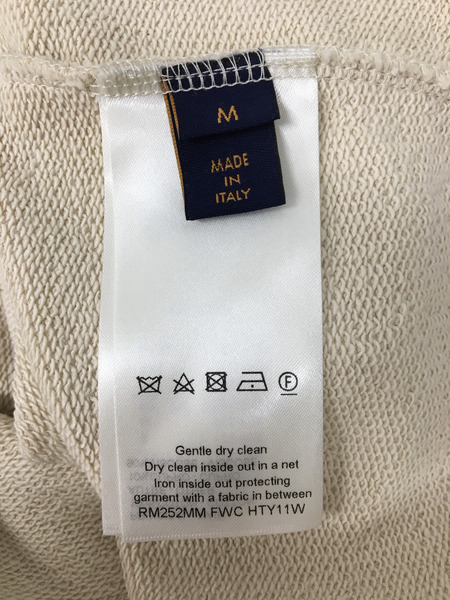 M
MADE
IN
ITALY
F
Gentle dry clean
Dry clean inside out in a net
Iron inside out protecting
garment with a fabric in between
RM252MM FWC HTY11W